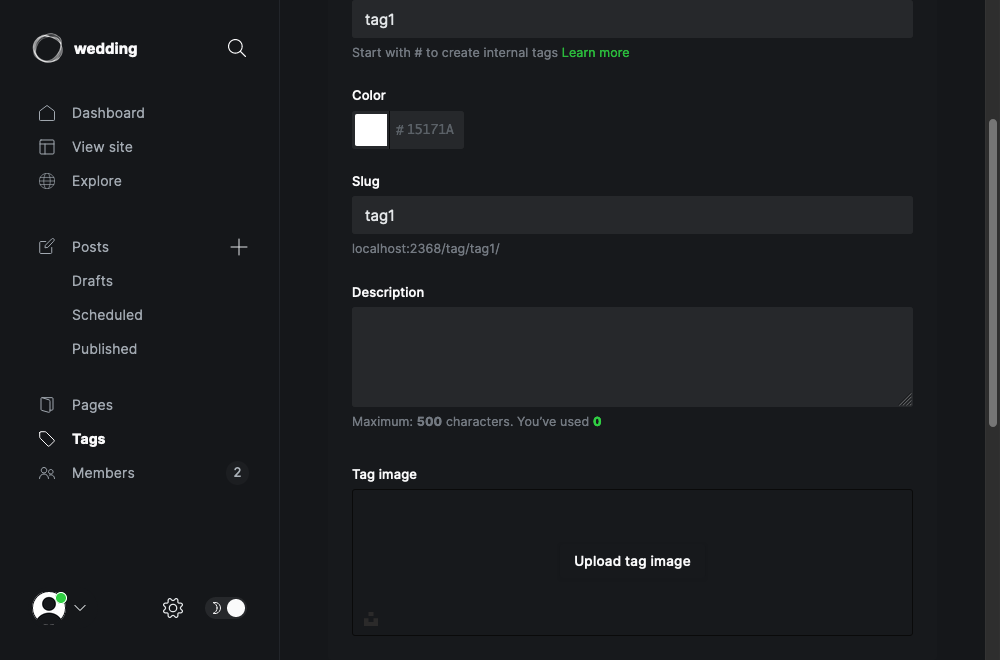 wedding
Dashboard
View site
Explore
Posts
Drafts
Scheduled
Published
Pages
Tags
Members 2
tag1
Start with # to create internal tags Learn more
Color
# 15171A
Slug
tag1
localhost:2368/tag/tag1/
Description
Maximum: 500 characters. You’ve used 0
Tag image
Upload tag image